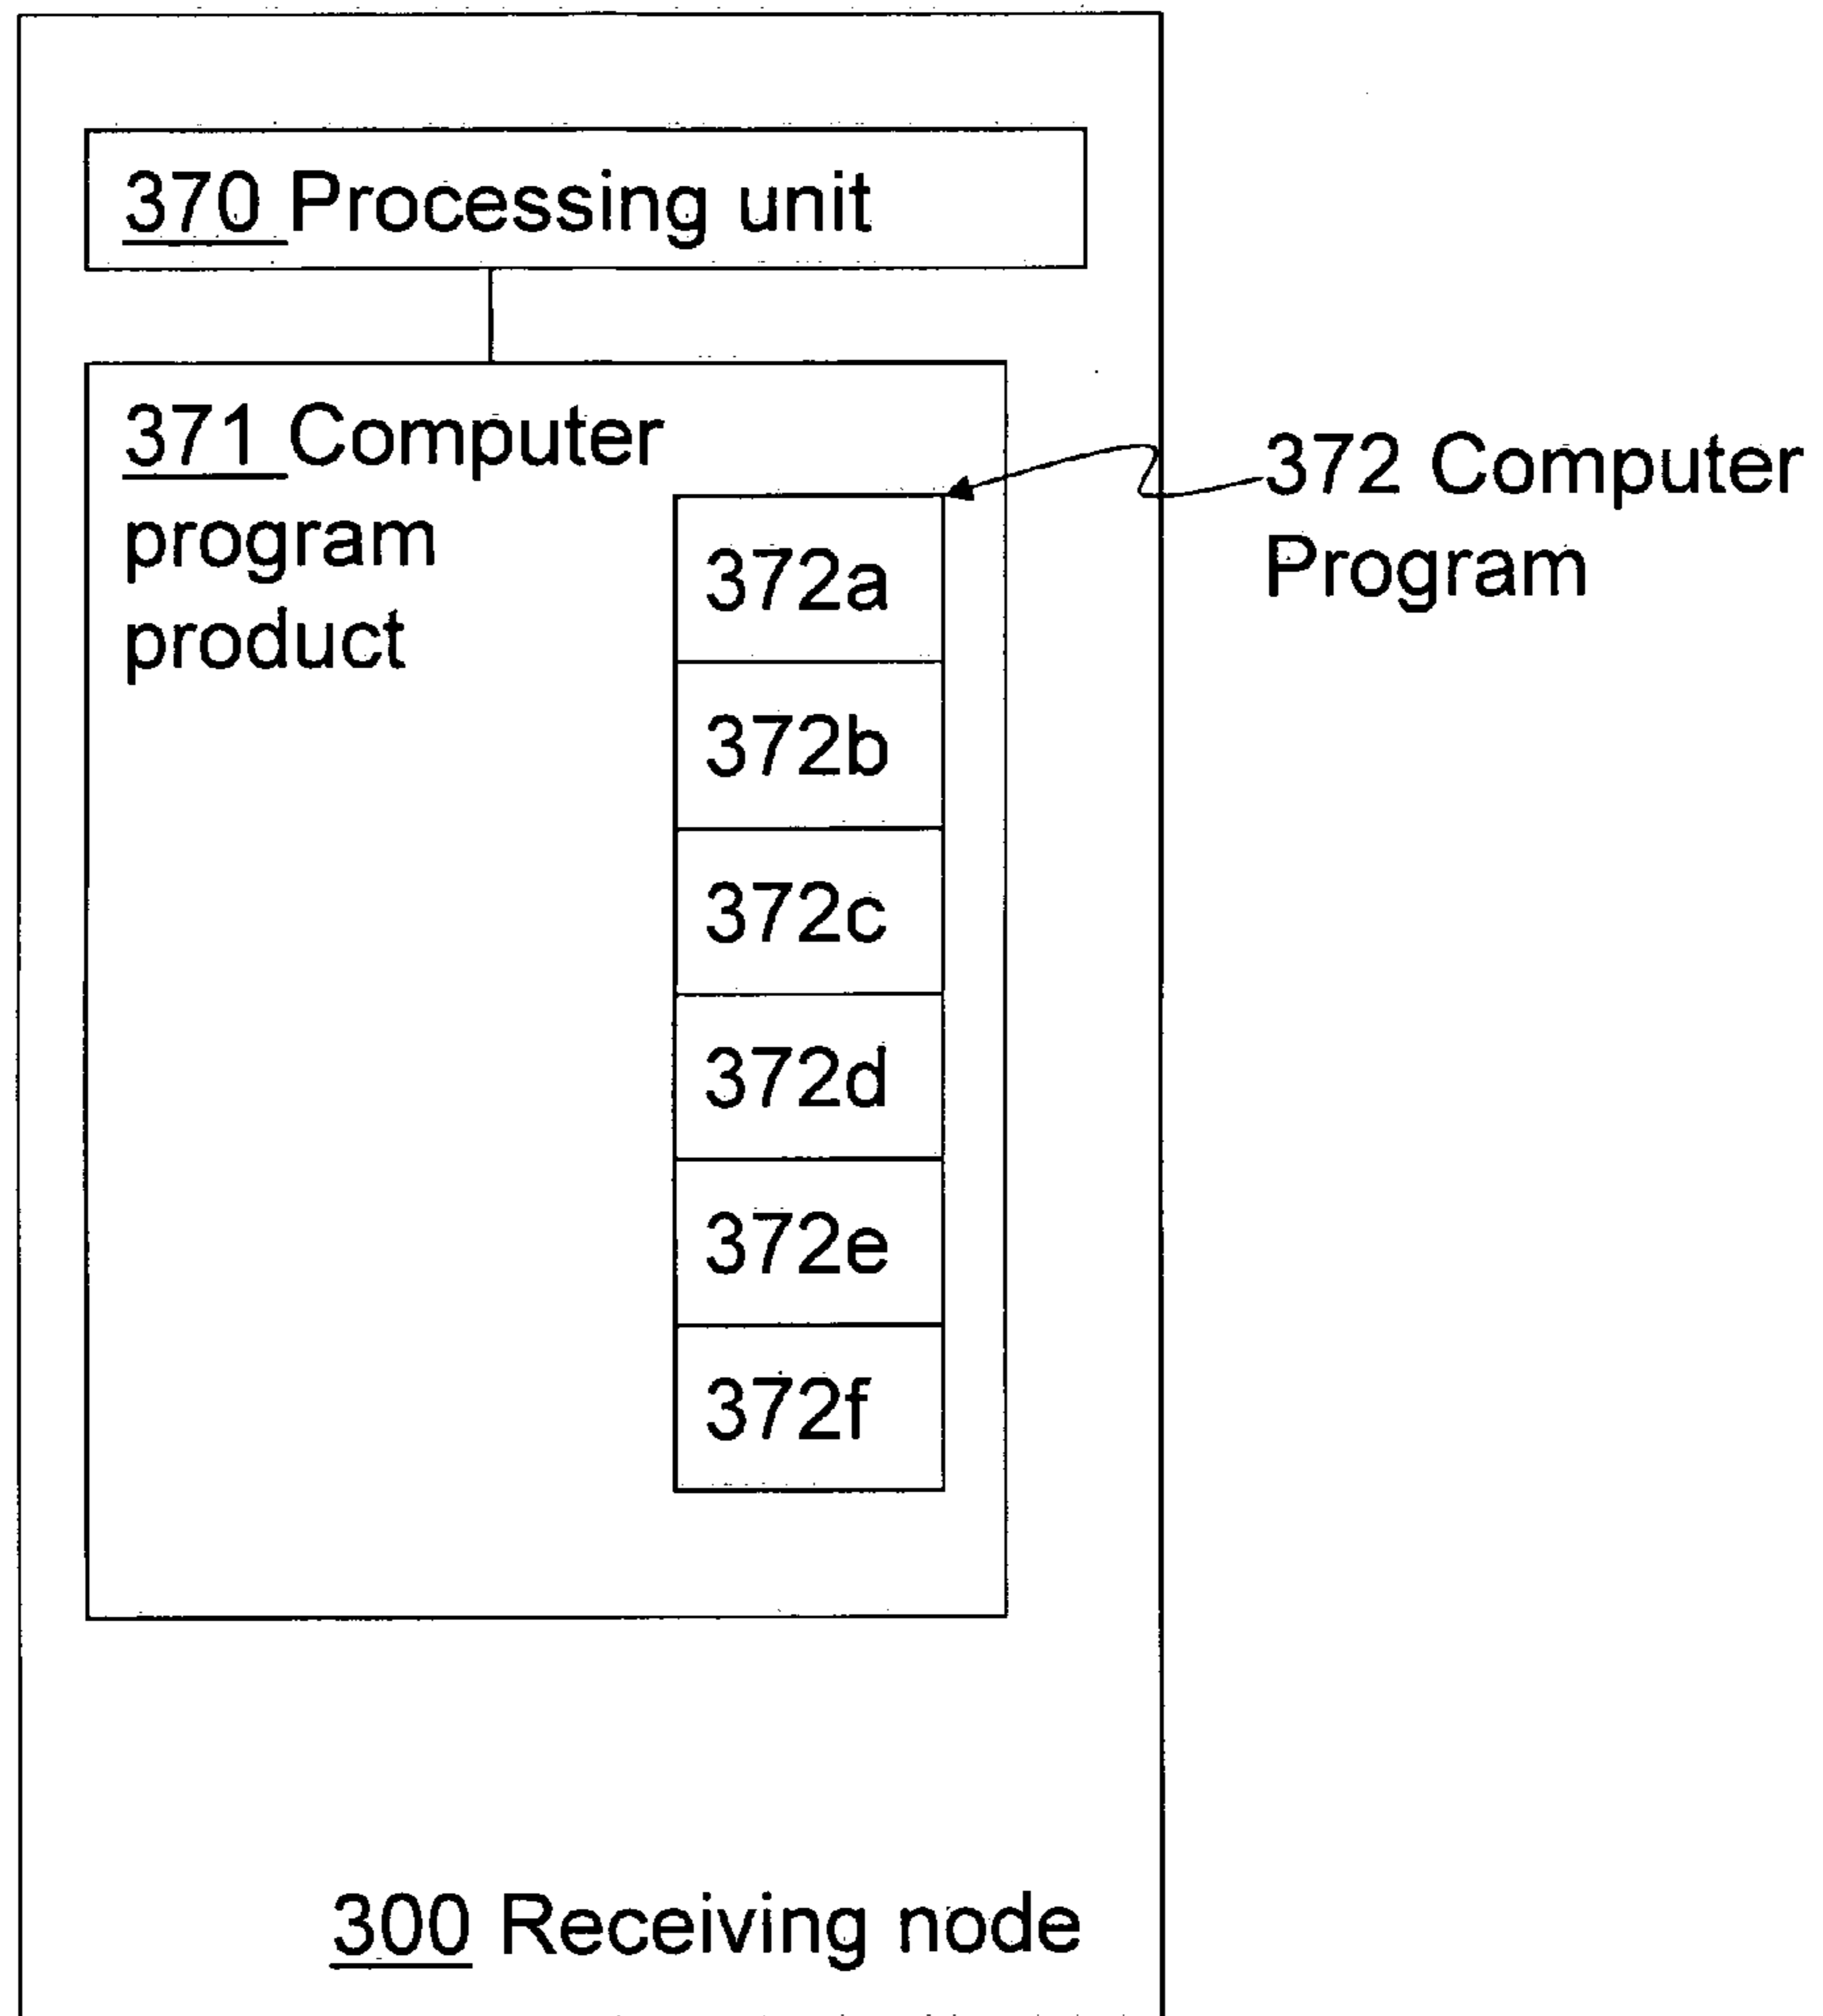 370 Processing unit
371 Computer
program
product
372 Computer
Program
372a
372b
372c
372d
372e
372f
300 Receiving node